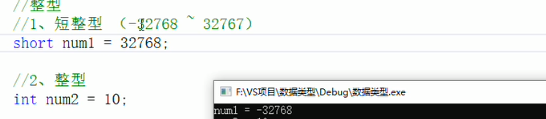 //整型
//1、短整型 （-32768 ~ 32767）
short num1 = 32768;
//2、整型
int num2 = 10;
F:\VS项目\数据类型\Debug\数据类型.exe
num1 = -32768